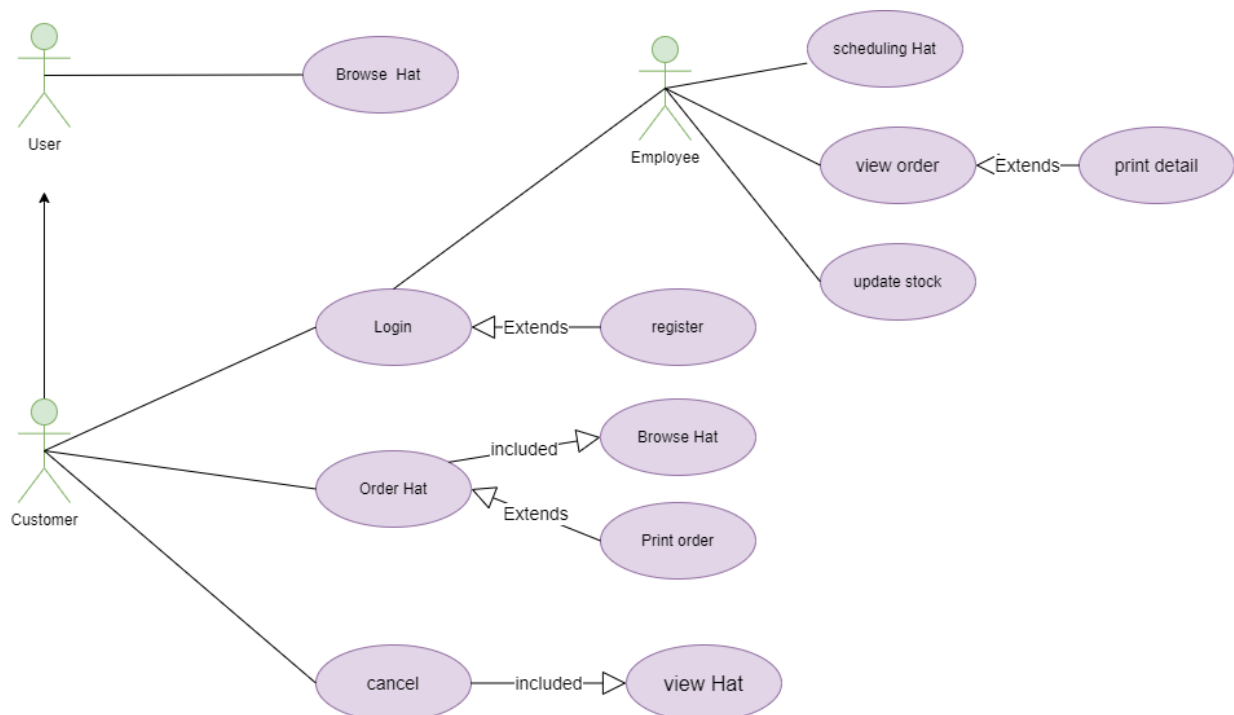 scheduling Hat
Browse  Hat
User
Employee
view order
Extends
print detail
update stock
Login
Extends
register
Customer
Order Hat
included
Browse Hat
Extends
Print order
cancel
included
view Hat